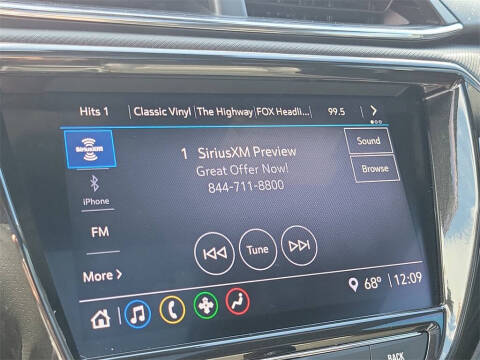 Hits 1 Classic Vinyl The Highway FOX Headli... 99.5 >
SiriusXM
1 SiriusXM Preview
Great Offer Now!
844-711-8800
Sound
Browse
iPhone
FM
More >
Tune
68° 12:09
BACK